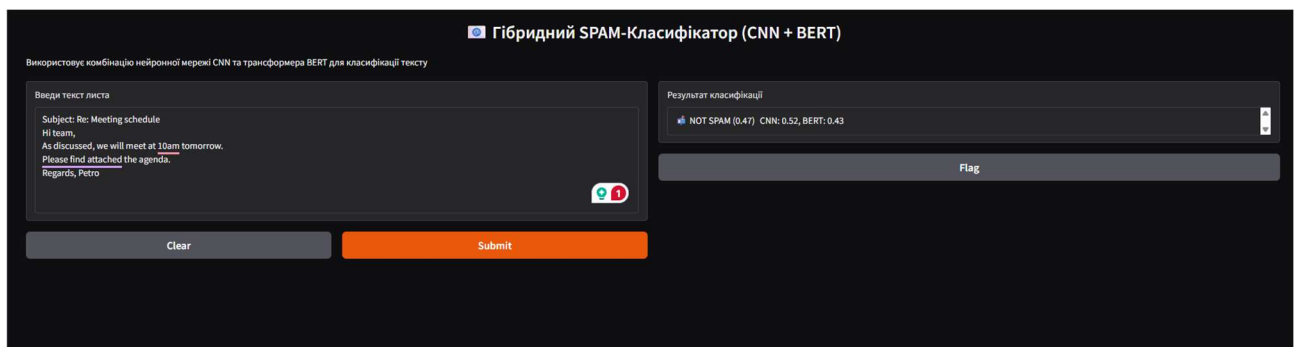 Гібридний SPAM-Класифікатор (CNN + BERT)
Використовує комбінацію нейронної мережі CNN та трансформера BERT для класифікації тексту
Введи текст листа
Subject: Re: Meeting schedule
Hi team,
As discussed, we will meet at 10am tomorrow.
Please find attached the agenda.
Regards, Petro
1
Clear
Submit
Результат класифікації
NOT SPAM (0.47) CNN: 0.52, BERT: 0.43
Flag